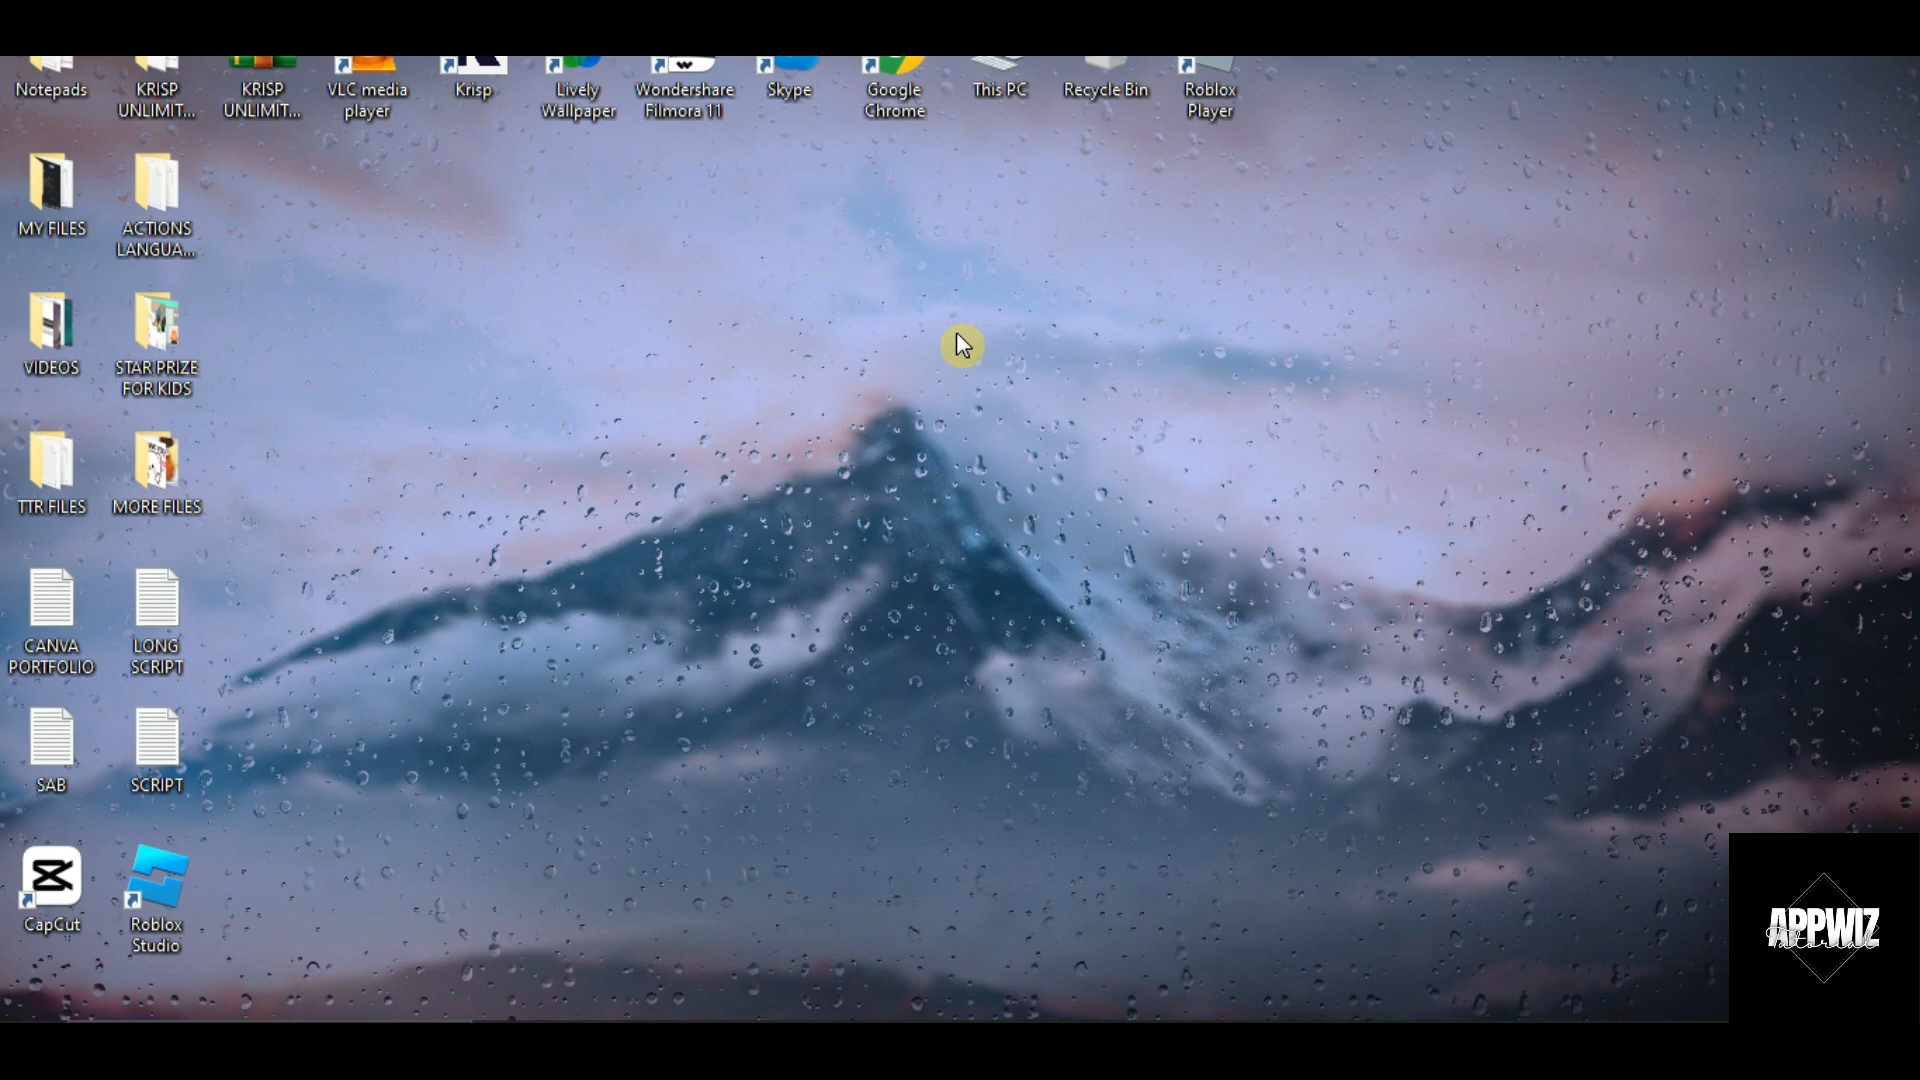 Notepads
KRISP
UNLIMIT...
KRISP
UNLIMIT...
VLC media
player
Krisp
Lively
Wallpaper
Wondershare
Filmora 11
Skype
Google
Chrome
This PC
Recycle Bin
Roblox
Player
MY FILES
ACTIONS
LANGUA...
VIDEOS
STAR PRIZE
FOR KIDS
TTR FILES
MORE FILES
CANVA
PORTFOLIO
LONG
SCRIPT
SAB
SCRIPT
CapCut
Roblox
Studio
APPWIZ
Tutorial